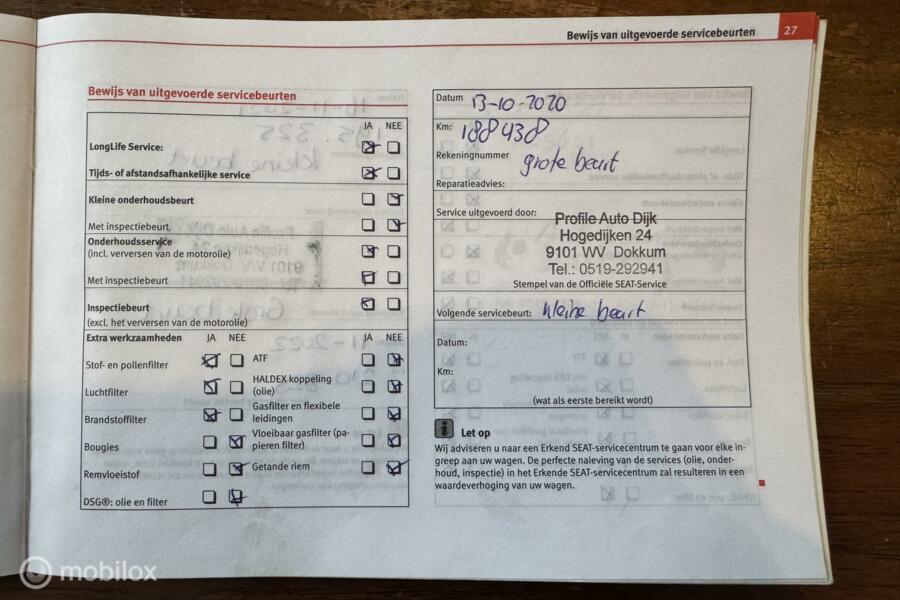 Bewijs van uitgevoerde servicebeurten 27
Bewijs van uitgevoerde servicebeurten
JA NEE
LongLife Service:
Tijds- of afstandsafhankelijke service
Kleine onderhoudsbeurt
Met inspectiebeurt
Onderhoudsservice
(incl. verversen van de motorolie)
Met inspectiebeurt
Inspectiebeurt
(excl. het verversen van de motorolie)
Extra werkzaamheden JA NEE JA NEE
Stof- en pollenfilter
ATF
Luchtfilter
HALDEX koppeling
(olie)
Brandstoffilter
Gasfilter en flexibele
leidingen
Bougies
Vloeibaar gasfilter (pa-
pieren filter)
Remvloeistof
Getande riem
DSG®: olie en filter
Datum 13-10-2020
Km: 188 438
Rekeningnummer grote beurt
Reparatieadvies:
Service uitgevoerd door:
Profile Auto Dijk
Hogedijken 24
9101 WV Dokkum
Tel.: 0519-292941
Stempel van de Officiële SEAT-Service
Volgende servicebeurt: kleine beurt
Datum:
Km:
(wat als eerste bereikt wordt)
i Let op
Wij adviseren u naar een Erkend SEAT-servicecentrum te gaan voor elke in-
greep aan uw wagen. De perfecte naleving van de services (olie, onder-
houd, inspectie) in het Erkende SEAT-servicecentrum zal resulteren in een
waardeverhoging van uw wagen.
mobilox